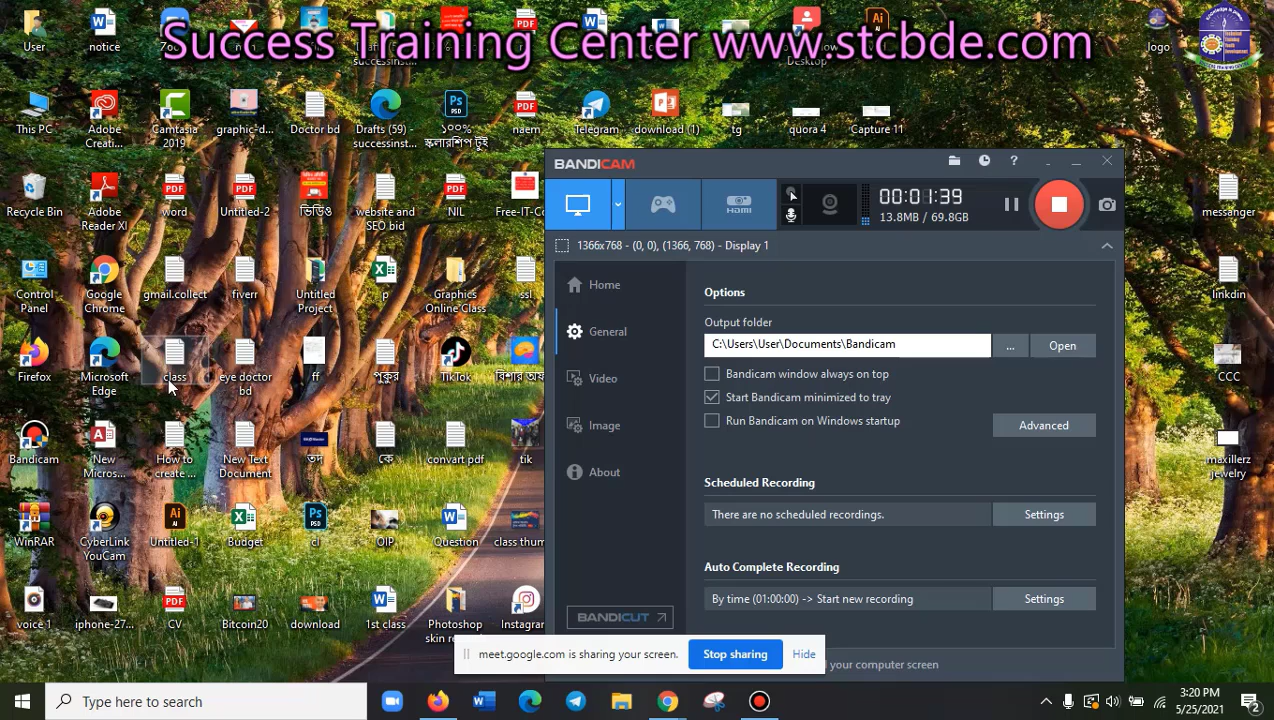 Success Training Center www.stcbde.com
User
notice
Desktop
logo
This PC
Adobe
Creati...
Camtasia
2019
graphic-d...
Doctor bd
Drafts (59) -
successinst...
১০০%
স্কলারশিপ টুই
naem
Telegram
download (1)
tg
quora 4
Capture 11
Recycle Bin
Adobe
Reader XI
word
Untitled-2
ভিডিও
website and
SEO bid
NIL
Free-IT-Co
messanger
Control
Panel
Google
Chrome
gmail.collect
fiverr
Untitled
Project
p
Graphics
Online Class
ssl
linkdin
Firefox
Microsoft
Edge
class
eye doctor
bd
ff
পুকুর
TikTok
বিশার অফ
CCC
Bandicam
New
Micros...
How to
create ...
New Text
Document
তদ
কে
convart pdf
tik
maxillerz
jewelry
WinRAR
CyberLink
YouCam
Untitled-1
Budget
cl
OIP
Question
class thum
voice 1
iphone-27...
CV
Bitcoin20
download
1st class
Photoshop
skin re
Instagram
BANDICAM
HDMI
00:01:39
13.8MB / 69.8GB
1366x768 - (0, 0), (1366, 768) - Display 1
Home
General
Video
Image
About
BANDICUT
Options
Output folder
C:\Users\User\Documents\Bandicam
...
Open
Bandicam window always on top
Start Bandicam minimized to tray
Run Bandicam on Windows startup
Advanced
Scheduled Recording
There are no scheduled recordings.
Settings
Auto Complete Recording
By time (01:00:00) -> Start new recording
Settings
meet.google.com is sharing your screen.
Stop sharing
Hide
your computer screen
Type here to search
3:20 PM
5/25/2021
2